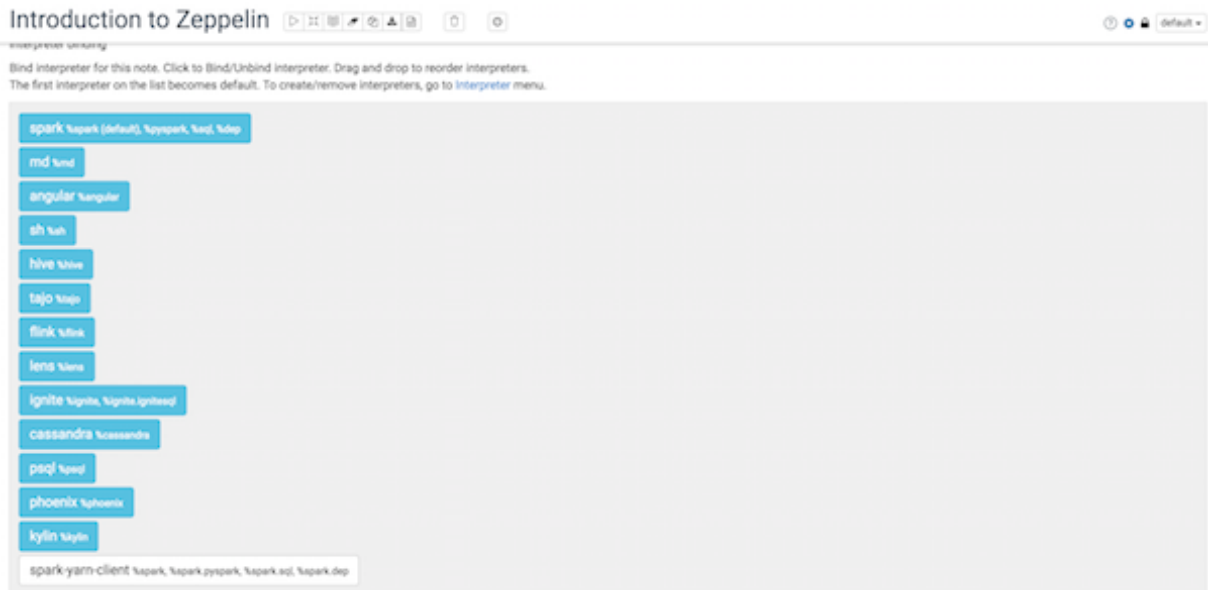 Introduction to Zeppelin
default
Interpreter binding
Bind interpreter for this note. Click to Bind/Unbind interpreter. Drag and drop to reorder interpreters.
The first interpreter on the list becomes default. To create/remove interpreters, go to Interpreter menu.
spark %spark (default), %pyspark, %sql, %dep
md %md
angular %angular
sh %sh
hive %hive
tajo %tajo
flink %flink
lens %lens
ignite %ignite, %ignite.ignitesql
cassandra %cassandra
psql %psql
phoenix %phoenix
kylin %kylin
spark-yarn-client %spark, %spark.pyspark, %spark.sql, %spark.dep